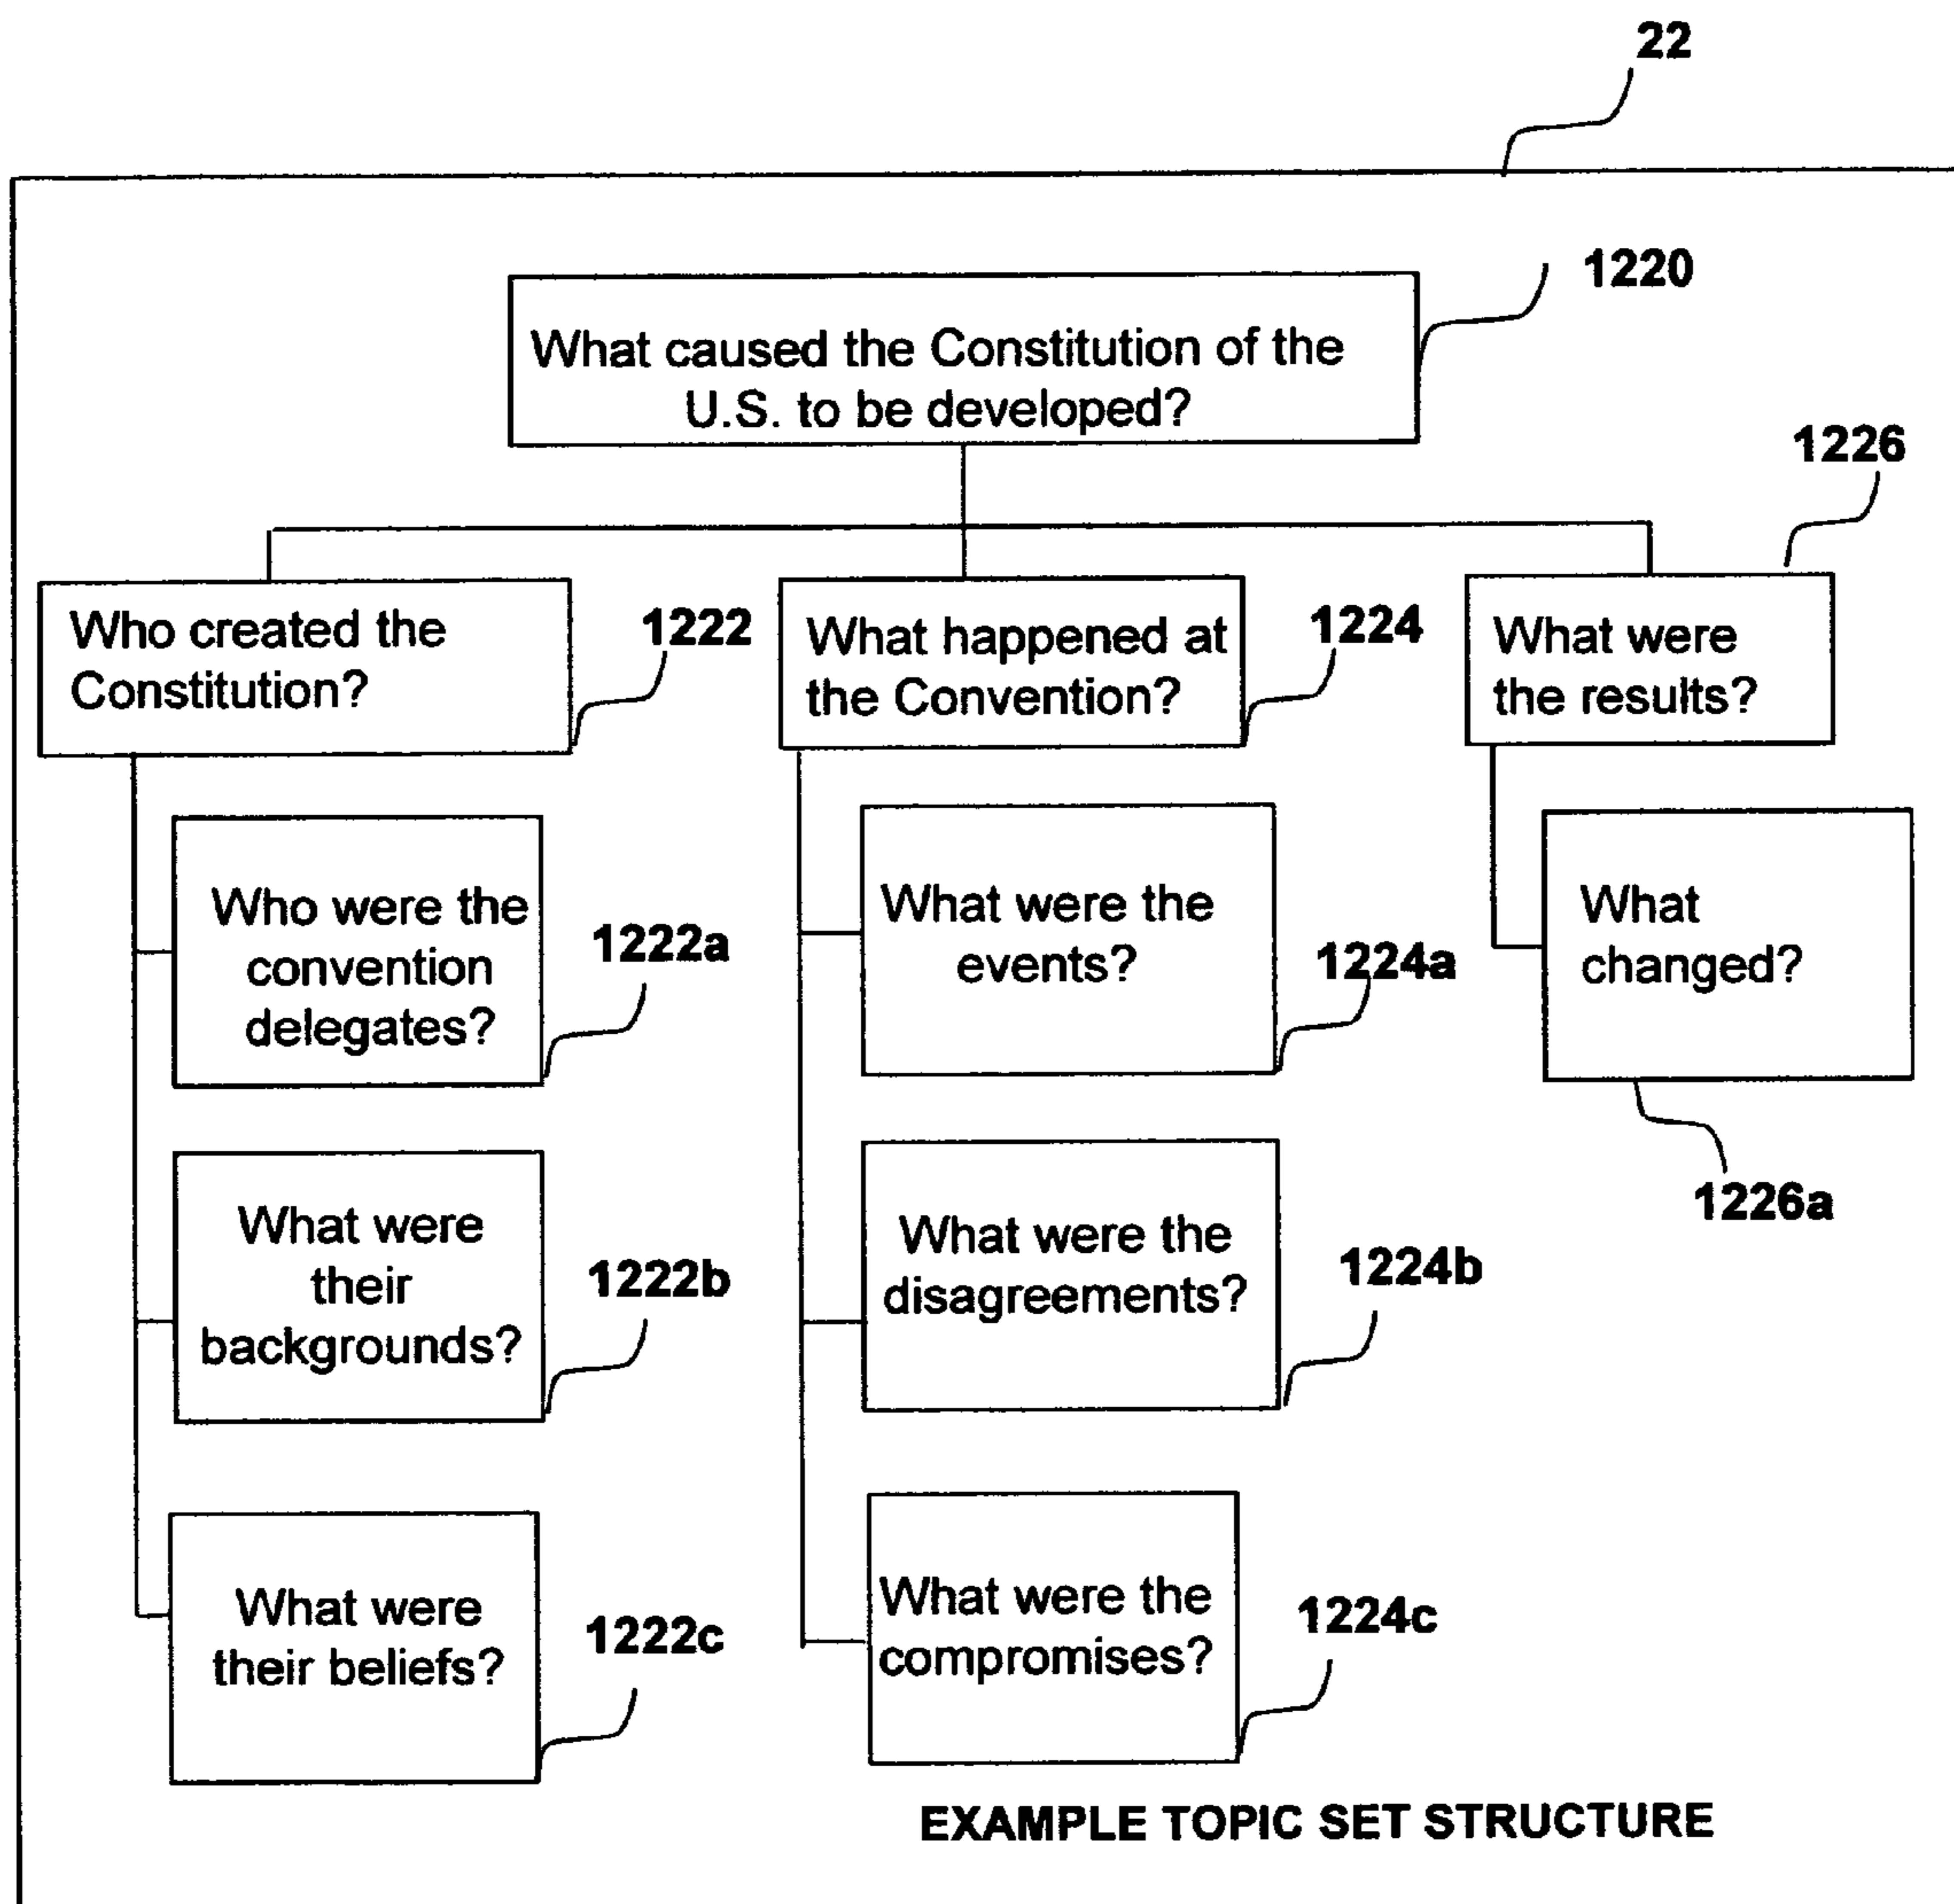 22
1220
What caused the Constitution of the
U.S. to be developed?
1226
Who created the
Constitution?
1222
What happened at
the Convention?
1224
What were
the results?
Who were the
convention
delegates?
1222a
What were the
events?
1224a
What
changed?
1226a
What were
their
backgrounds?
1222b
What were the
disagreements?
1224b
What were
their beliefs?
1222c
What were the
compromises?
1224c
EXAMPLE TOPIC SET STRUCTURE